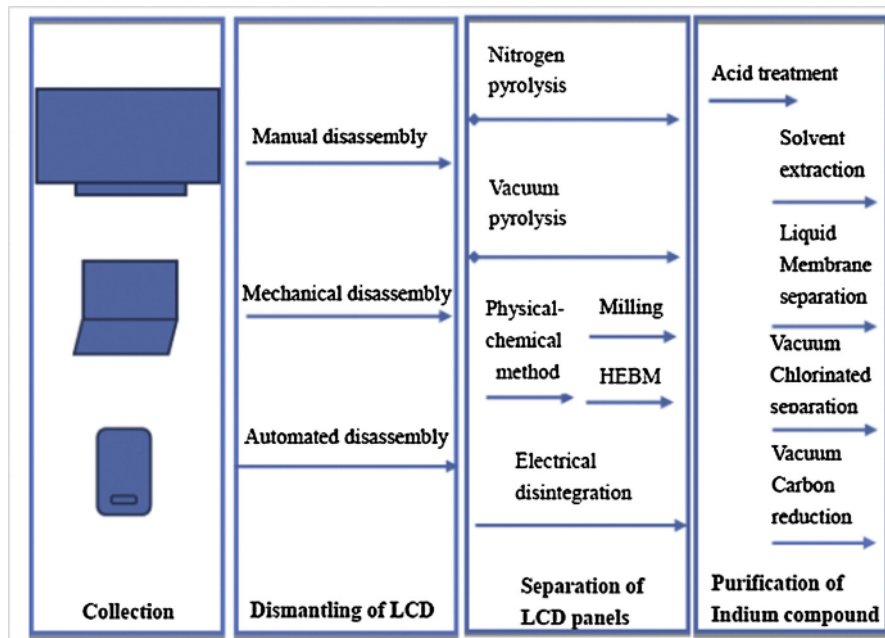 Collection
Manual disassembly
Mechanical disassembly
Automated disassembly
Dismantling of LCD
Nitrogen
pyrolysis
Vacuum
pyrolysis
Physical-
chemical
method
Milling
HEBM
Electrical
disintegration
Separation of
LCD panels
Acid treatment
Solvent
extraction
Liquid
Membrane
separation
Vacuum
Chlorinated
separation
Vacuum
Carbon
reduction
Purification of
Indium compound